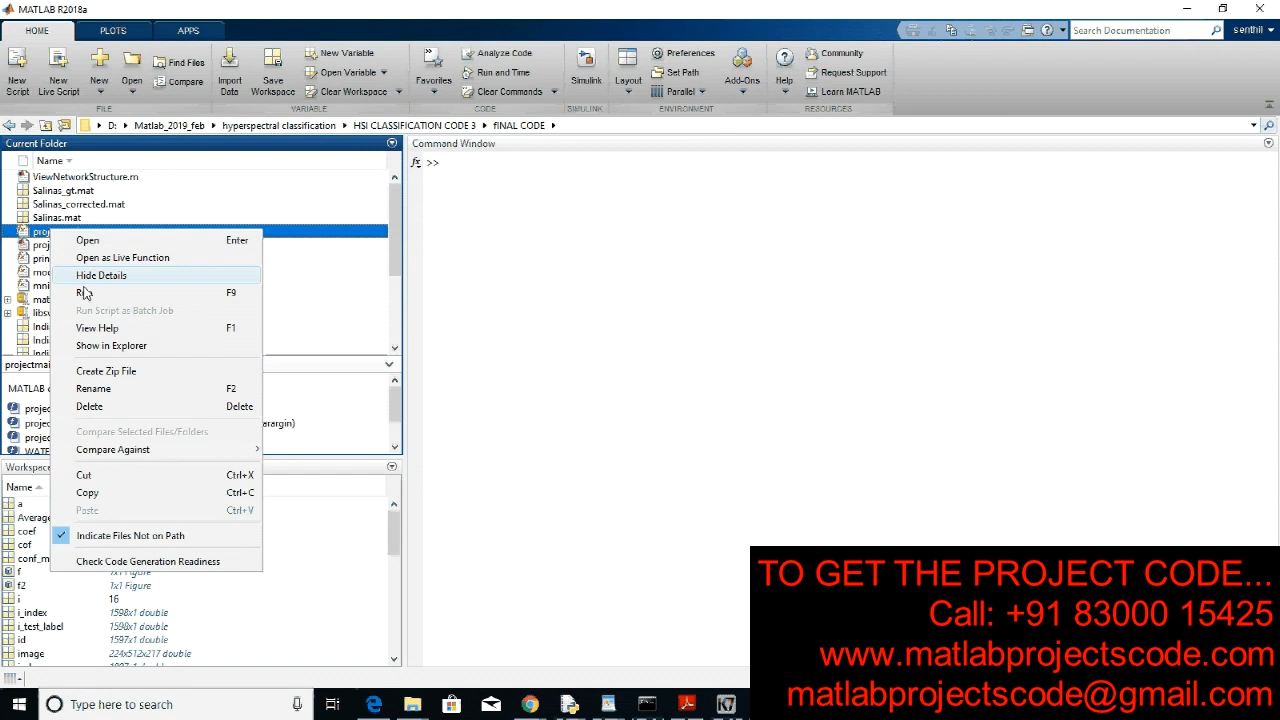 MATLAB R2018a
HOME PLOTS APPS
Search Documentation senthil
New Script
New Live Script
New
Open
Find Files
Compare
Import Data
Save Workspace
New Variable
Open Variable
Clear Workspace
Favorites
Analyze Code
Run and Time
Clear Commands
Simulink
Layout
Preferences
Set Path
Parallel
Add-Ons
Help
Community
Request Support
Learn MATLAB
FILE VARIABLE CODE SIMULINK ENVIRONMENT RESOURCES
D: Matlab_2019_feb hyperspectral classification HSI CLASSIFICATION CODE 3 fINAL CODE
Current Folder
Name
ViewNetworkStructure.m
Salinas_gt.mat
Salinas_corrected.mat
Salinas.mat
Open Enter
Open as Live Function
Hide Details
Run F9
Run Script as Batch Job
View Help F1
Show in Explorer
Create Zip File
Rename F2
Delete Delete
Compare Selected Files/Folders
Compare Against
Cut Ctrl+X
Copy Ctrl+C
Paste Ctrl+V
Indicate Files Not on Path
Check Code Generation Readiness
Command Window
fx >>
Workspace
Name
a
coef
cof
f 1x1 Figure
f2 1x1 Figure
i 16
i_index 1598x1 double
i_test_label 1598x1 double
id 1597x1 double
image 224x512x217 double
TO GET THE PROJECT CODE...
Call: +91 83000 15425
www.matlabprojectscode.com
matlabprojectscode@gmail.com
Type here to search